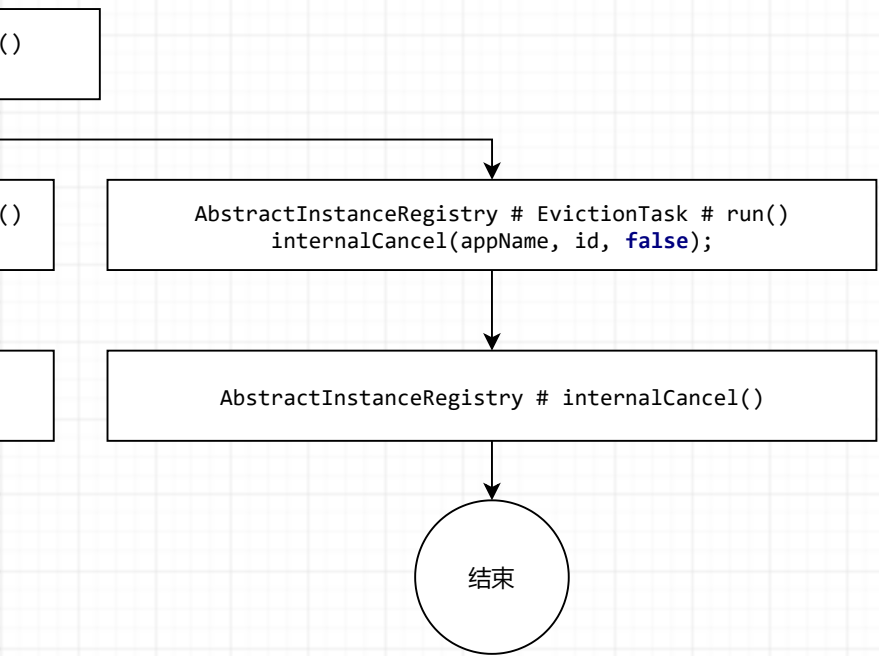 ()
()
AbstractInstanceRegistry # EvictionTask # run()
internalCancel(appName, id, false);
AbstractInstanceRegistry # internalCancel()
结束